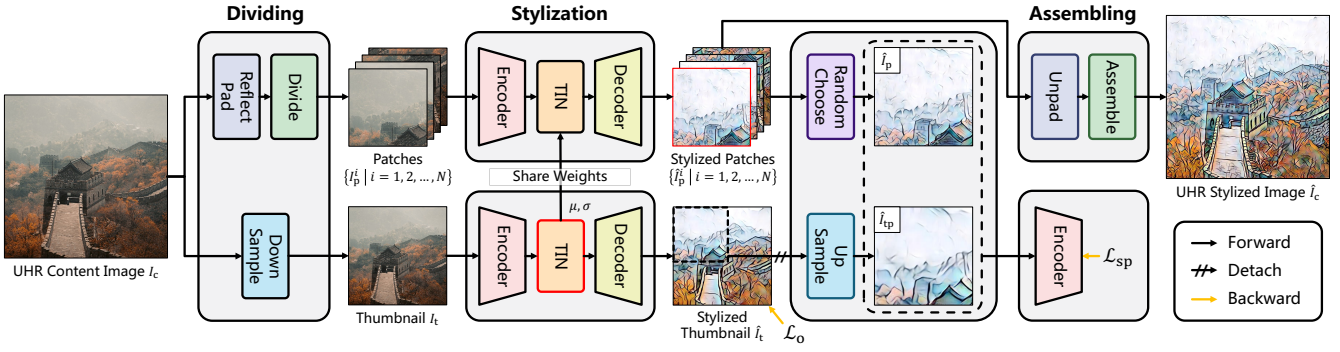 Dividing
Stylization
Assembling
Reflect
Pad
Divide
Encoder
TIN
Decoder
Random
Choose
Î_p
Unpad
Assemble
Patches
{I_p^i | i = 1, 2, ..., N}
Stylized Patches
{Î_p^i | i = 1, 2, ..., N}
Share Weights
μ, σ
UHR Content Image I_c
UHR Stylized Image Î_c
Down
Sample
Thumbnail I_t
Encoder
TIN
Decoder
Stylized
Thumbnail Î_t
ℒ_o
Up
Sample
Î_tp
Encoder
ℒ_sp
Forward
Detach
Backward